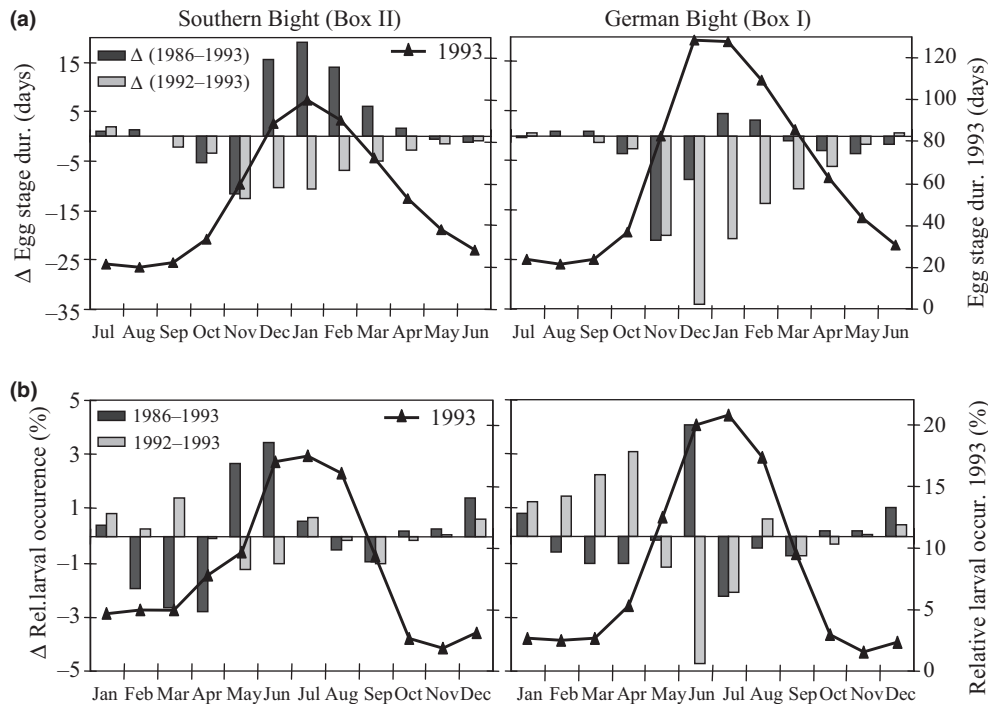 (a)
Southern Bight (Box II)
German Bight (Box I)
Δ Egg stage dur. (days)
15
5
−5
−15
−25
−35
Δ (1986–1993)
Δ (1992–1993)
1993
120
100
80
60
40
20
0
Egg stage dur. 1993 (days)
Jul Aug Sep Oct Nov Dec Jan Feb Mar Apr May Jun
Jul Aug Sep Oct Nov Dec Jan Feb Mar Apr May Jun
(b)
Δ Rel.larval occurence (%)
5
3
1
−1
−3
−5
1986–1993
1992–1993
1993
20
15
10
5
0
Relative larval occur. 1993 (%)
Jan Feb Mar Apr May Jun Jul Aug Sep Oct Nov Dec
Jan Feb Mar Apr May Jun Jul Aug Sep Oct Nov Dec